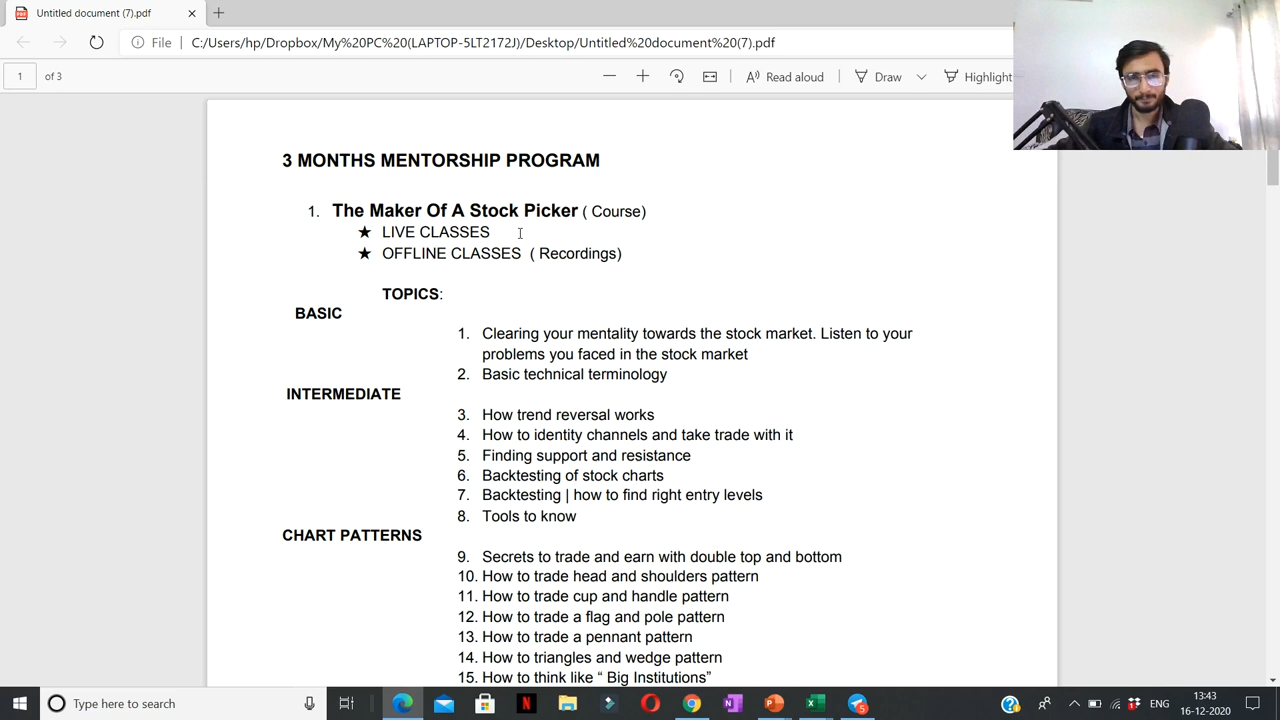 Untitled document (7).pdf
File C:/Users/hp/Dropbox/My%20PC%20(LAPTOP-5LT2172J)/Desktop/Untitled%20document%20(7).pdf
1 of 3 Read aloud Draw Highlight
3 MONTHS MENTORSHIP PROGRAM
1. The Maker Of A Stock Picker ( Course)
★ LIVE CLASSES
★ OFFLINE CLASSES ( Recordings)
TOPICS:
BASIC
1. Clearing your mentality towards the stock market. Listen to your
problems you faced in the stock market
2. Basic technical terminology
INTERMEDIATE
3. How trend reversal works
4. How to identity channels and take trade with it
5. Finding support and resistance
6. Backtesting of stock charts
7. Backtesting | how to find right entry levels
8. Tools to know
CHART PATTERNS
9. Secrets to trade and earn with double top and bottom
10. How to trade head and shoulders pattern
11. How to trade cup and handle pattern
12. How to trade a flag and pole pattern
13. How to trade a pennant pattern
14. How to triangles and wedge pattern
15. How to think like “ Big Institutions”
Type here to search
ENG
13:43
16-12-2020